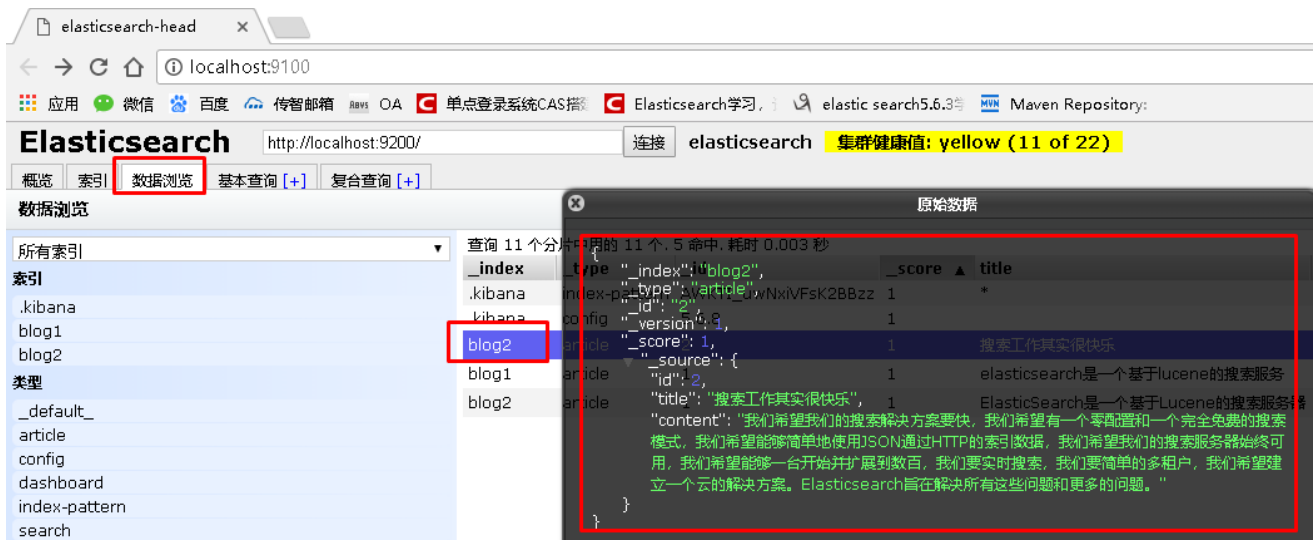 elasticsearch-head
localhost:9100
应用 微信 百度 传智邮箱 OA 单点登录系统CAS搭 Elasticsearch学习, elastic search5.6.3学 MVN Maven Repository:
Elasticsearch http://localhost:9200/ 连接 elasticsearch 集群健康值: yellow (11 of 22)
概览 索引 数据浏览 基本查询 [+] 复合查询 [+]
数据浏览
所有索引
索引
.kibana
blog1
blog2
类型
_default_
article
config
dashboard
index-pattern
search
查询 11 个分片中用的 11 个. 5 命中. 耗时 0.003 秒
_index _type _id _score ▲ title
.kibana index-pattern 1 *
.kibana config 5.6.8 1
blog2 article 1 搜索工作其实很快乐
blog1 article 1 elasticsearch是一个基于lucene的搜索服务
blog2 article 1 ElasticSearch是一个基于Lucene的搜索服务器
原始数据
{
"_index": "blog2",
"_type": "article",
"_id": "2",
"_version": 1,
"_score": 1,
"_source": {
"id": 2,
"title": "搜索工作其实很快乐",
"content": "我们希望我们的搜索解决方案要快，我们希望有一个零配置和一个完全免费的搜索
模式，我们希望能够简单地使用JSON通过HTTP的索引数据，我们希望我们的搜索服务器始终可
用，我们希望能够一台开始并扩展到数百，我们要实时搜索，我们要简单的多租户，我们希望建
立一个云的解决方案。Elasticsearch旨在解决所有这些问题和更多的问题。"
}
}